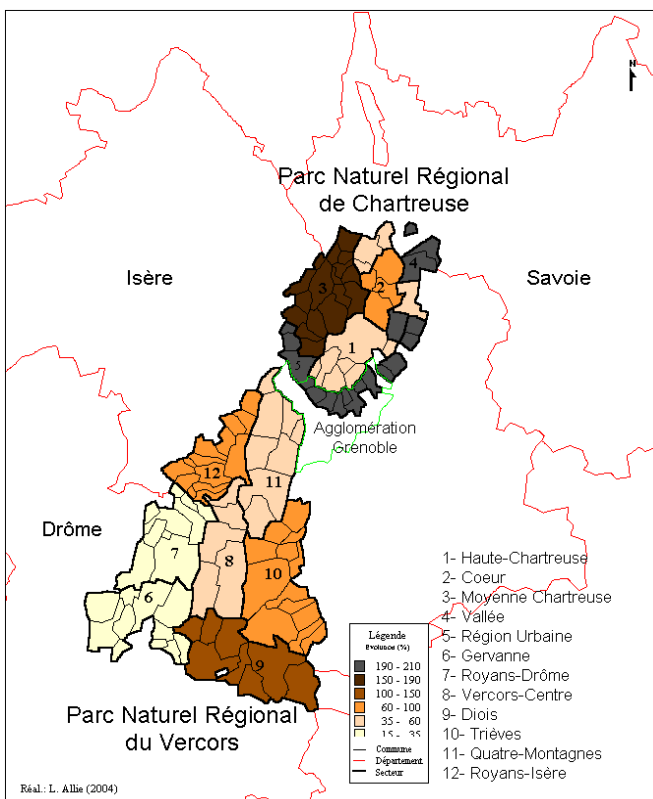 N
Parc Naturel Régional
de Chartreuse
Isère
Savoie
4
3
2
1
5
Agglomération
Grenoble
12
11
Drôme
7
8
10
6
9
1- Haute-Chartreuse
2- Coeur
3- Moyenne Chartreuse
4- Vallée
5- Région Urbaine
6- Gervanne
7- Royans-Drôme
8- Vercors-Centre
9- Diois
10- Trièves
11- Quatre-Montagnes
12- Royans-Isère
Légende
Evolution (%)
190 - 210
150 - 190
100 - 150
60 - 100
35 - 60
15 - 35
Commune
Département
Secteur
Parc Naturel Régional
du Vercors
Réal.: L. Allie (2004)